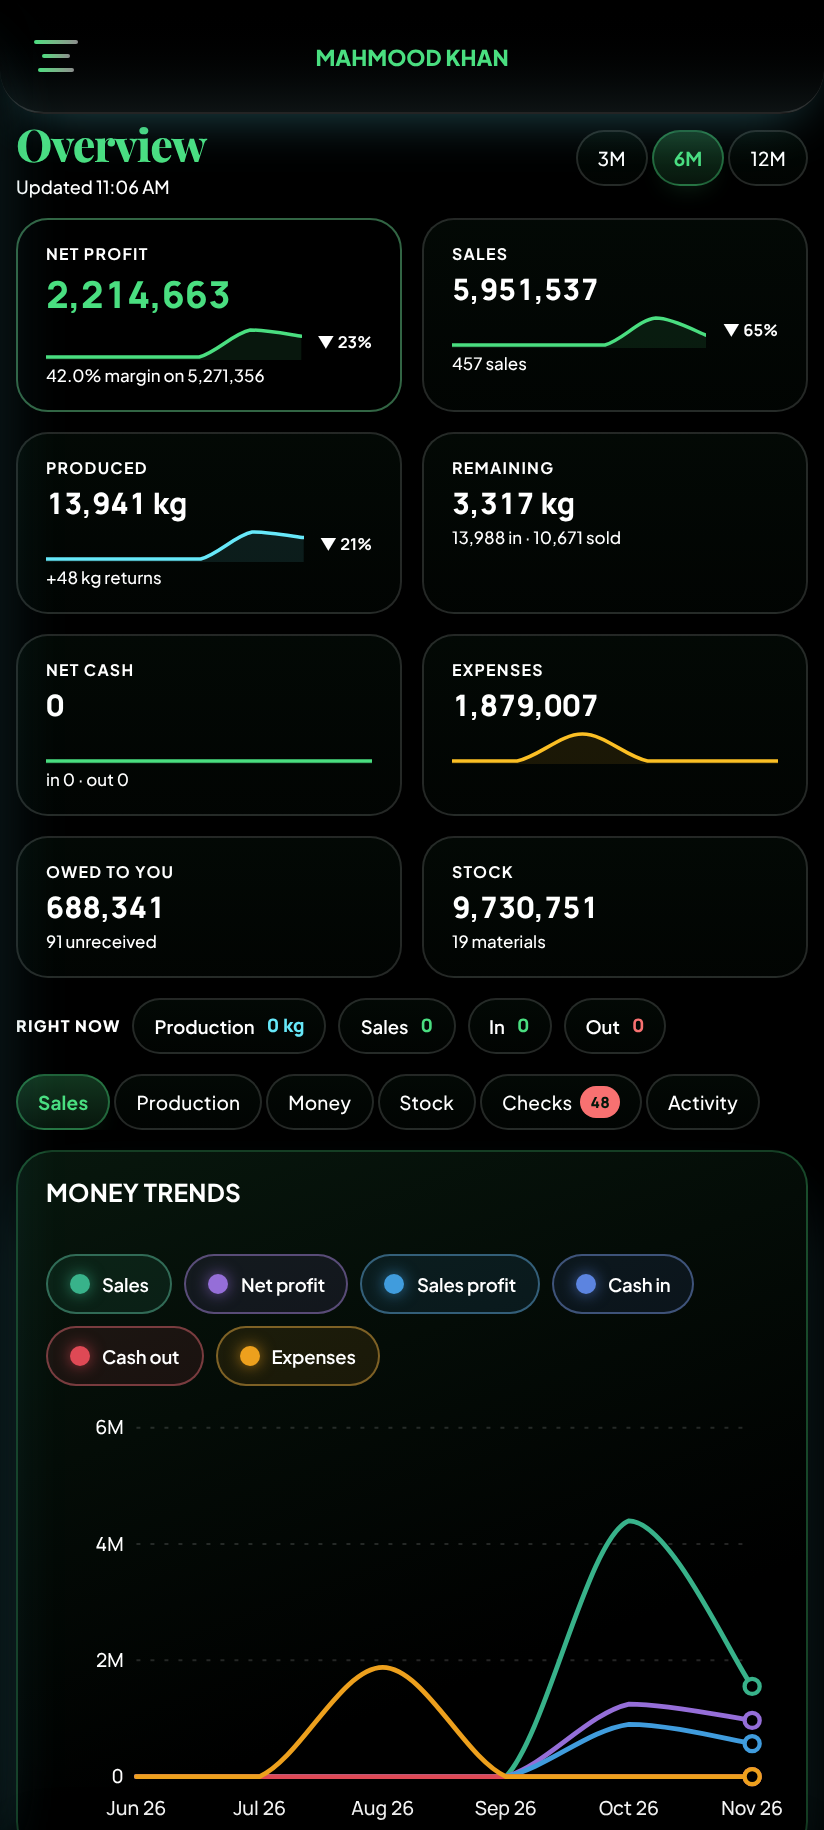 MAHMOOD KHAN
Overview
Updated 11:06 AM
3M 6M 12M
NET PROFIT
2,214,663
▼ 23%
42.0% margin on 5,271,356
SALES
5,951,537
▼ 65%
457 sales
PRODUCED
13,941 kg
▼ 21%
+48 kg returns
REMAINING
3,317 kg
13,988 in · 10,671 sold
NET CASH
0
in 0 · out 0
EXPENSES
1,879,007
OWED TO YOU
688,341
91 unreceived
STOCK
9,730,751
19 materials
RIGHT NOW Production 0 kg Sales 0 In 0 Out 0
Sales Production Money Stock Checks 48 Activity
MONEY TRENDS
Sales Net profit Sales profit Cash in
Cash out Expenses
6M
4M
2M
0
Jun 26 Jul 26 Aug 26 Sep 26 Oct 26 Nov 26